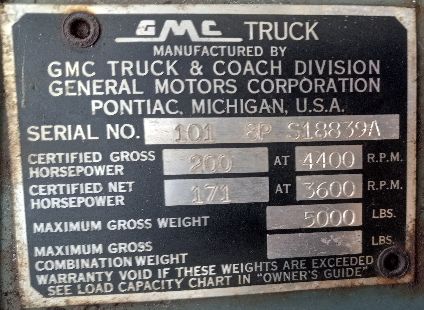 GMC TRUCK
MANUFACTURED BY
GMC TRUCK & COACH DIVISION
GENERAL MOTORS CORPORATION
PONTIAC, MICHIGAN, U.S.A.
SERIAL NO. 101 8P S18839A
CERTIFIED GROSS HORSEPOWER 200 AT 4400 R.P.M.
CERTIFIED NET HORSEPOWER 171 AT 3600 R.P.M.
MAXIMUM GROSS WEIGHT 5000 LBS.
MAXIMUM GROSS COMBINATION WEIGHT LBS.
WARRANTY VOID IF THESE WEIGHTS ARE EXCEEDED
SEE LOAD CAPACITY CHART IN "OWNER'S GUIDE"